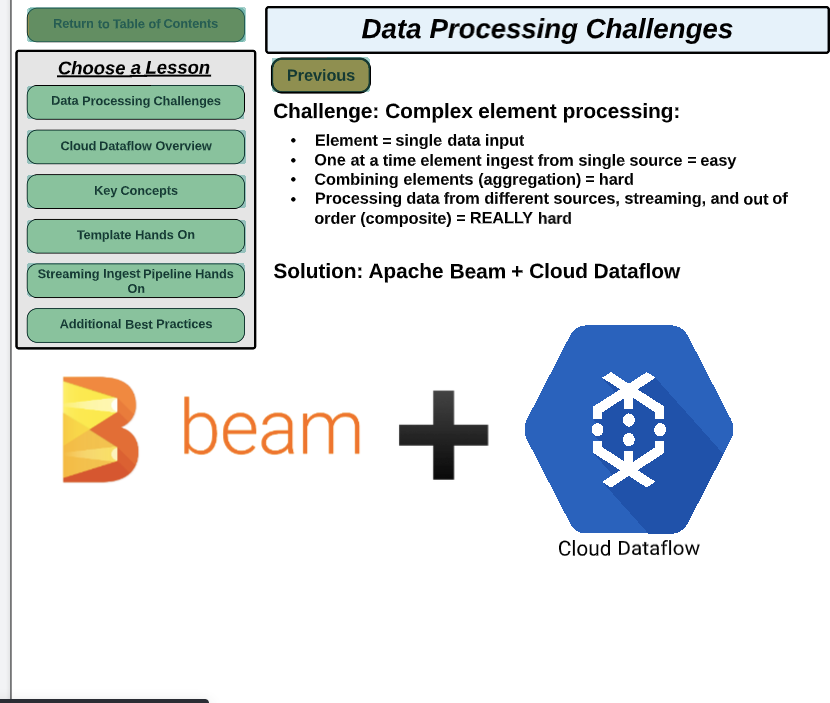 Return to Table of Contents
Data Processing Challenges
Choose a Lesson
Data Processing Challenges
Cloud Dataflow Overview
Key Concepts
Template Hands On
Streaming Ingest Pipeline Hands
On
Additional Best Practices
Previous
Challenge: Complex element processing:
• Element = single data input
• One at a time element ingest from single source = easy
• Combining elements (aggregation) = hard
• Processing data from different sources, streaming, and out of
order (composite) = REALLY hard
Solution: Apache Beam + Cloud Dataflow
beam
Cloud Dataflow